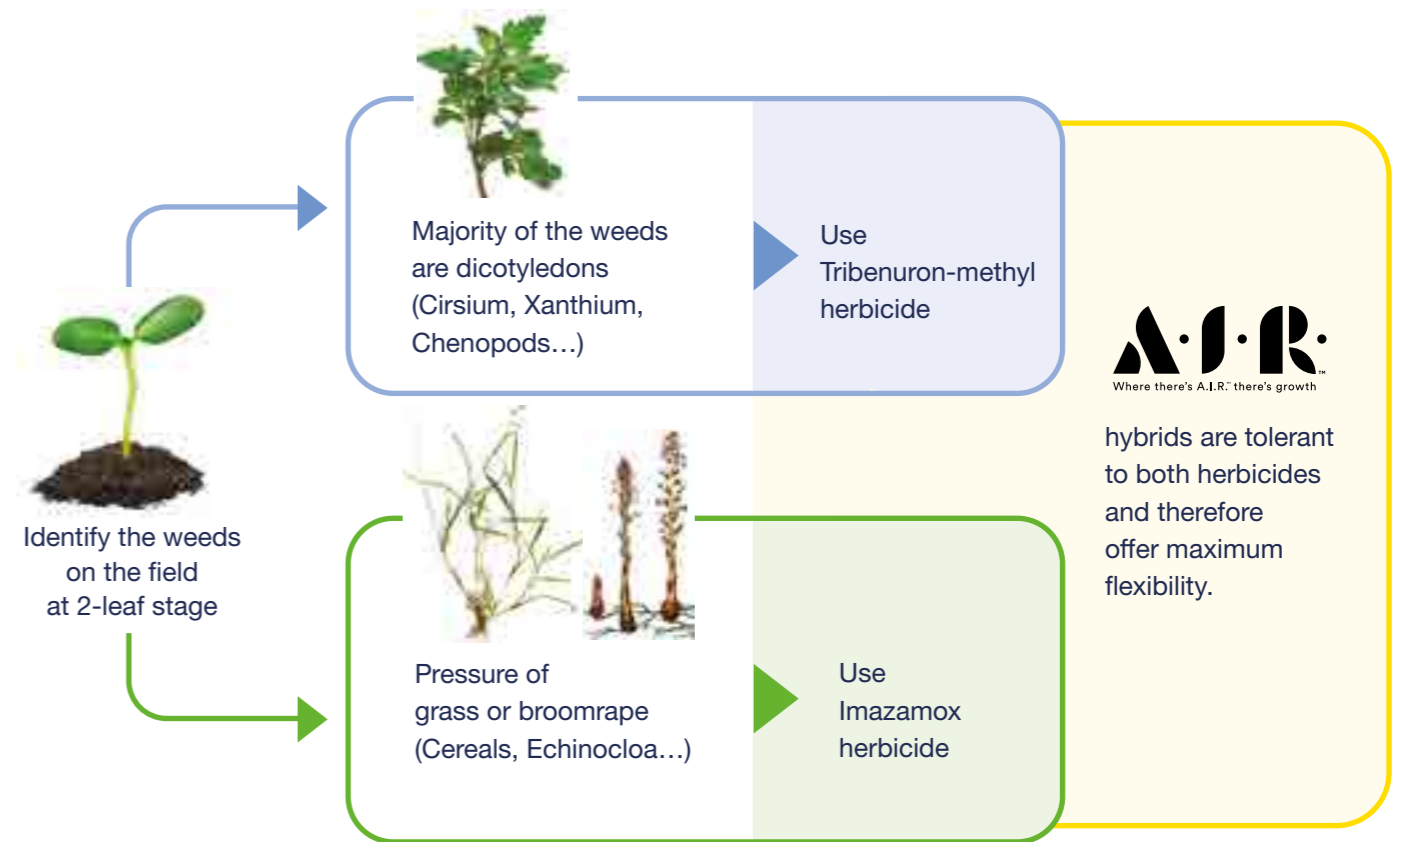 Identify the weeds
on the field
at 2-leaf stage
Majority of the weeds
are dicotyledons
(Cirsium, Xanthium,
Chenopods…)
Use
Tribenuron-methyl
herbicide
Pressure of
grass or broomrape
(Cereals, Echinocloa…)
Use
Imazamox
herbicide
A·I·R·™
Where there's A.I.R.™ there's growth
hybrids are tolerant
to both herbicides
and therefore
offer maximum
flexibility.